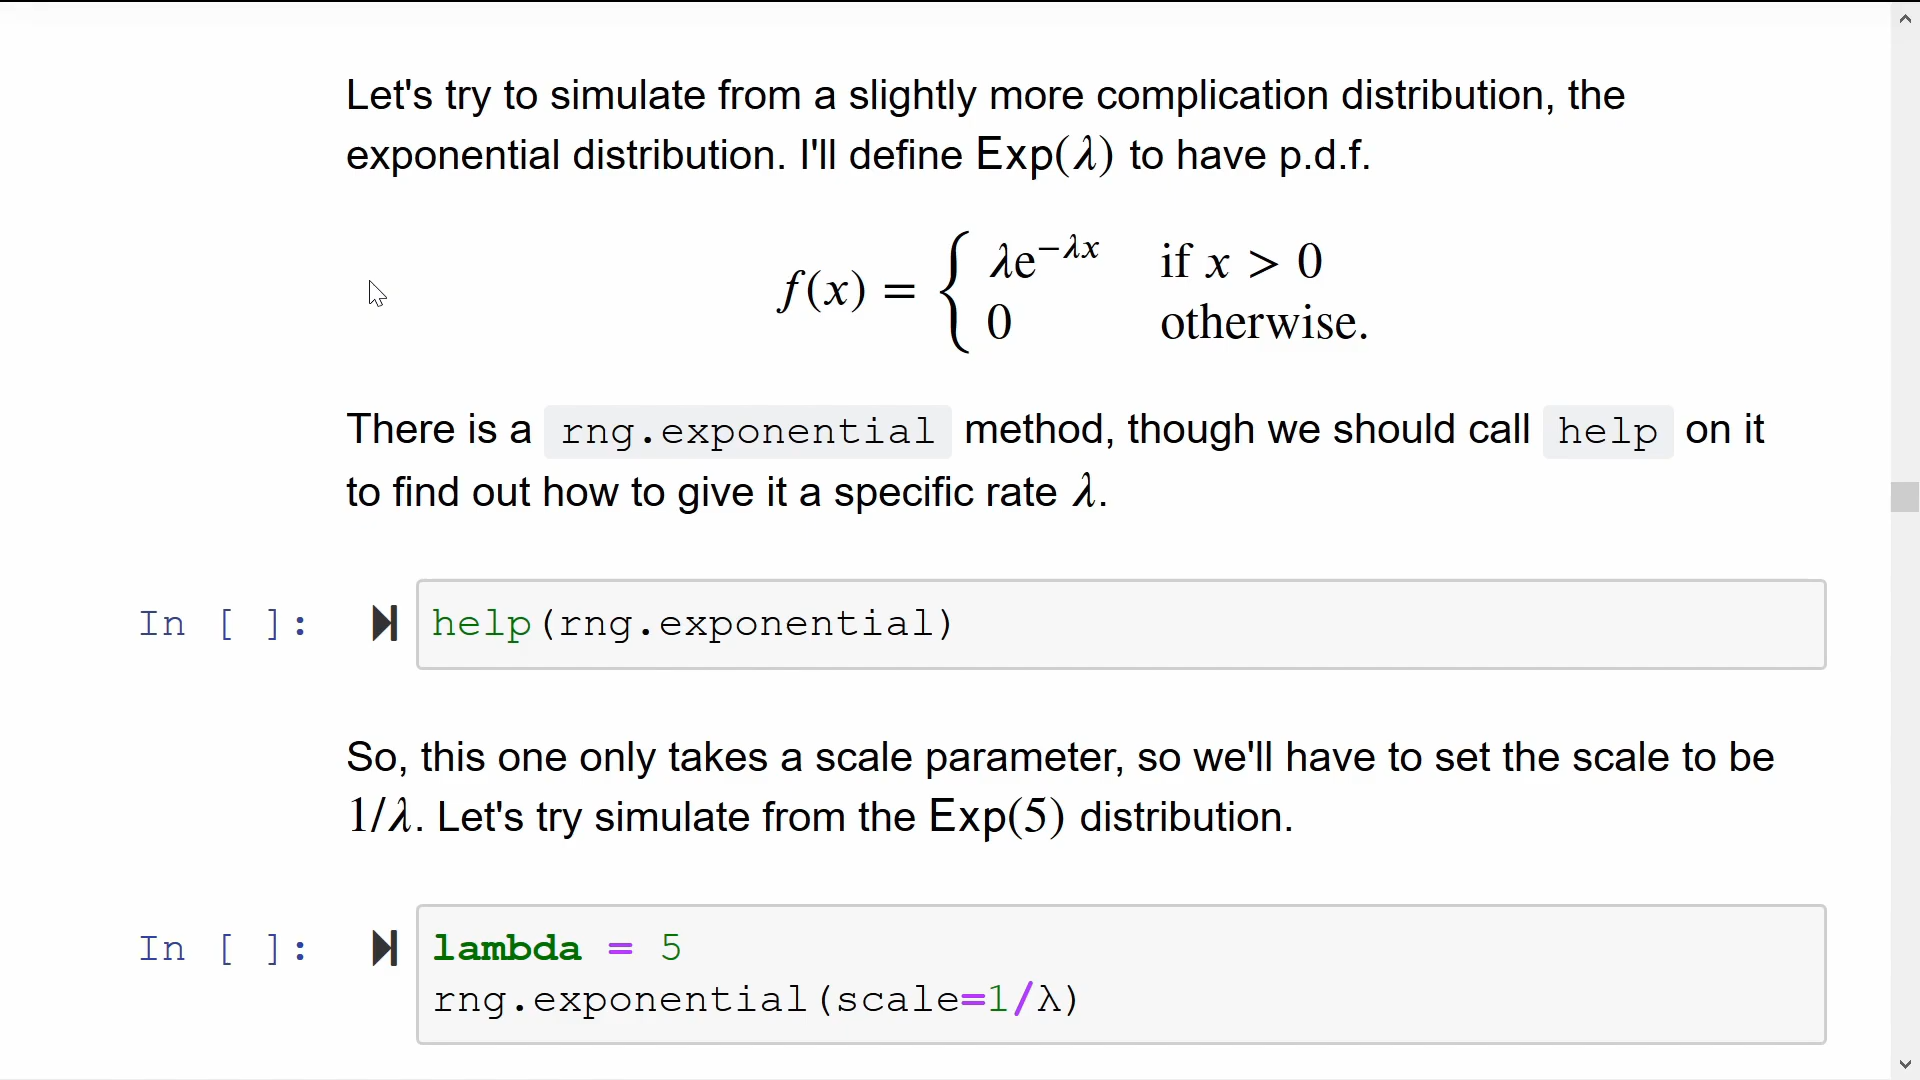 Let's try to simulate from a slightly more complication distribution, the
exponential distribution. I'll define Exp(λ) to have p.d.f.
f(x) = { λe^{−λx} if x > 0
0 otherwise.
There is a rng.exponential method, though we should call help on it
to find out how to give it a specific rate λ.
In [ ]: help(rng.exponential)
So, this one only takes a scale parameter, so we'll have to set the scale to be
1/λ. Let's try simulate from the Exp(5) distribution.
In [ ]: lambda = 5
rng.exponential(scale=1/λ)